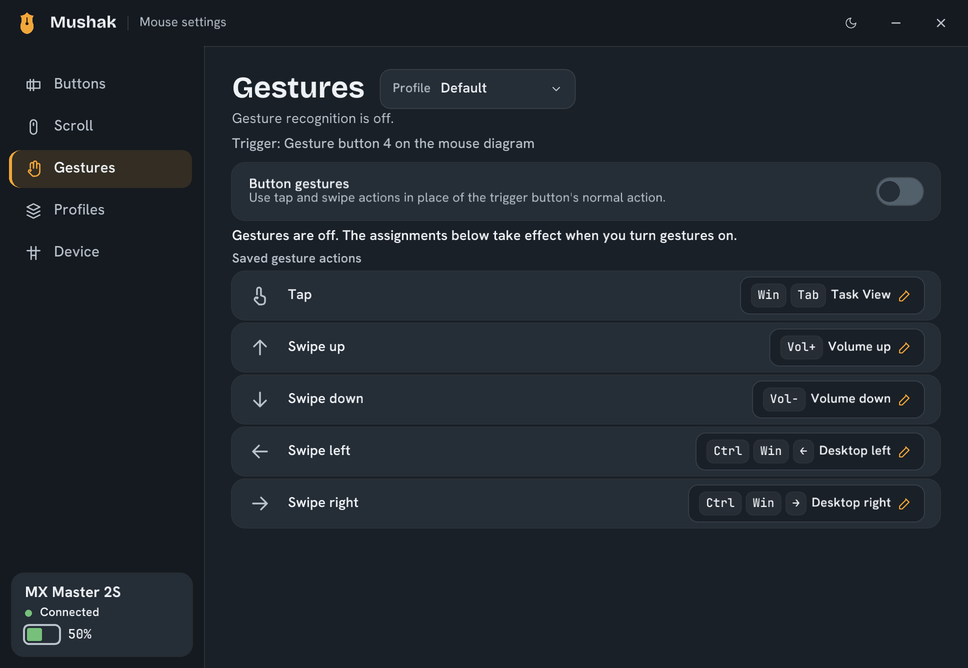 Mushak | Mouse settings
Buttons
Scroll
Gestures
Profiles
Device
Gestures
Profile Default
Gesture recognition is off.
Trigger: Gesture button 4 on the mouse diagram
Button gestures
Use tap and swipe actions in place of the trigger button's normal action.
Gestures are off. The assignments below take effect when you turn gestures on.
Saved gesture actions
Tap Win Tab Task View
Swipe up Vol+ Volume up
Swipe down Vol- Volume down
Swipe left Ctrl Win ← Desktop left
Swipe right Ctrl Win → Desktop right
MX Master 2S
Connected
50%